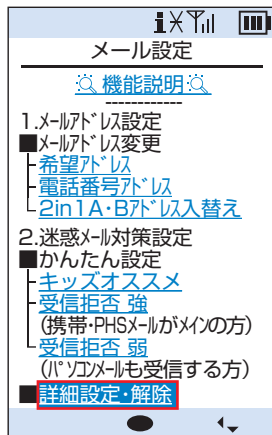 メール設定
機能説明
------------
1.ﾒｰﾙｱﾄﾞﾚｽ設定
■ﾒｰﾙｱﾄﾞﾚｽ変更
希望ｱﾄﾞﾚｽ
電話番号ｱﾄﾞﾚｽ
2in1A･Bｱﾄﾞﾚｽ入替え
2.迷惑ﾒｰﾙ対策設定
■かんたん設定
キッズオススメ
受信拒否 強
(携帯･PHSﾒｰﾙがﾒｲﾝの方)
受信拒否 弱
(ﾊﾟｿｺﾝﾒｰﾙも受信する方)
■詳細設定･解除